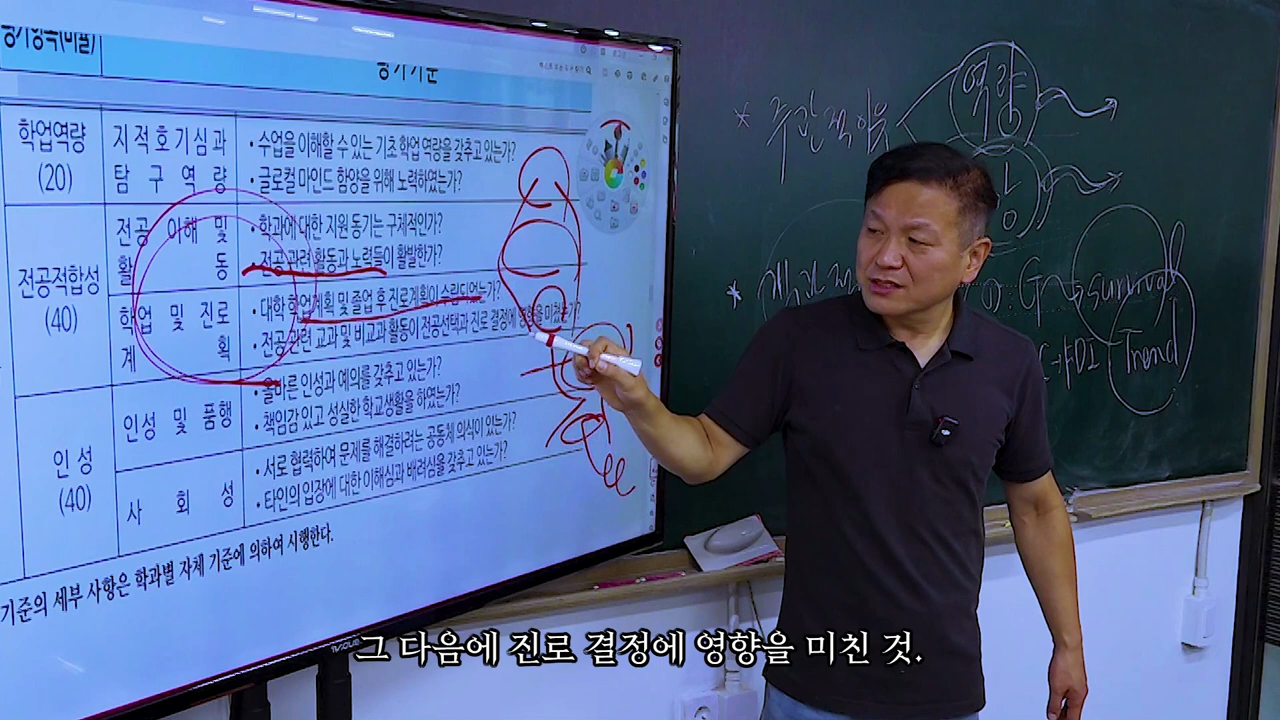 평가항목(비율)
평가기준
학업역량
(20)
지적호기심과
탐구역량
• 수업을 이해할 수 있는 기초 학업 역량을 갖추고 있는가?
• 글로컬 마인드 함양을 위해 노력하였는가?
전공적합성
(40)
전공 이해 및
활동
• 학과에 대한 지원 동기는 구체적인가?
• 전공 관련 활동과 노력들이 활발한가?
학업 및 진로
계획
• 대학 학업계획 및 졸업 후 진로계획이 수립되었는가?
• 전공 관련 교과 및 비교과 활동이 전공선택과 진로 결정에 영향을 미쳤는가?
인성
(40)
인성 및 품행
• 올바른 인성과 예의를 갖추고 있는가?
• 책임감 있고 성실한 학교생활을 하였는가?
사회성
• 서로 협력하여 문제를 해결하려는 공동체 의식이 있는가?
• 타인의 입장에 대한 이해심과 배려심을 갖추고 있는가?
기준의 세부 사항은 학과별 자체 기준에 의하여 시행한다.
* 주간적응
역량
*
① G
survival
Trend
그 다음에 진로 결정에 영향을 미친 것.